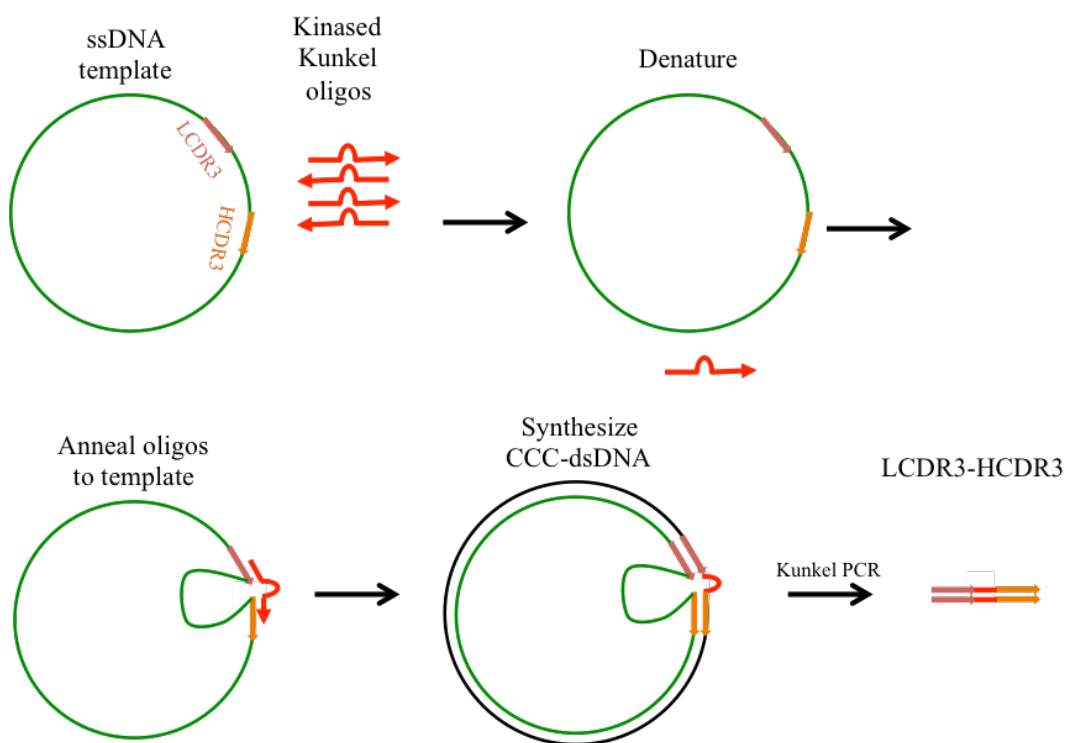 ssDNA
template
Kinased
Kunkel
oligos
Denature
LCDR3
HCDR3
Anneal oligos
to template
Synthesize
CCC-dsDNA
Kunkel PCR
LCDR3-HCDR3